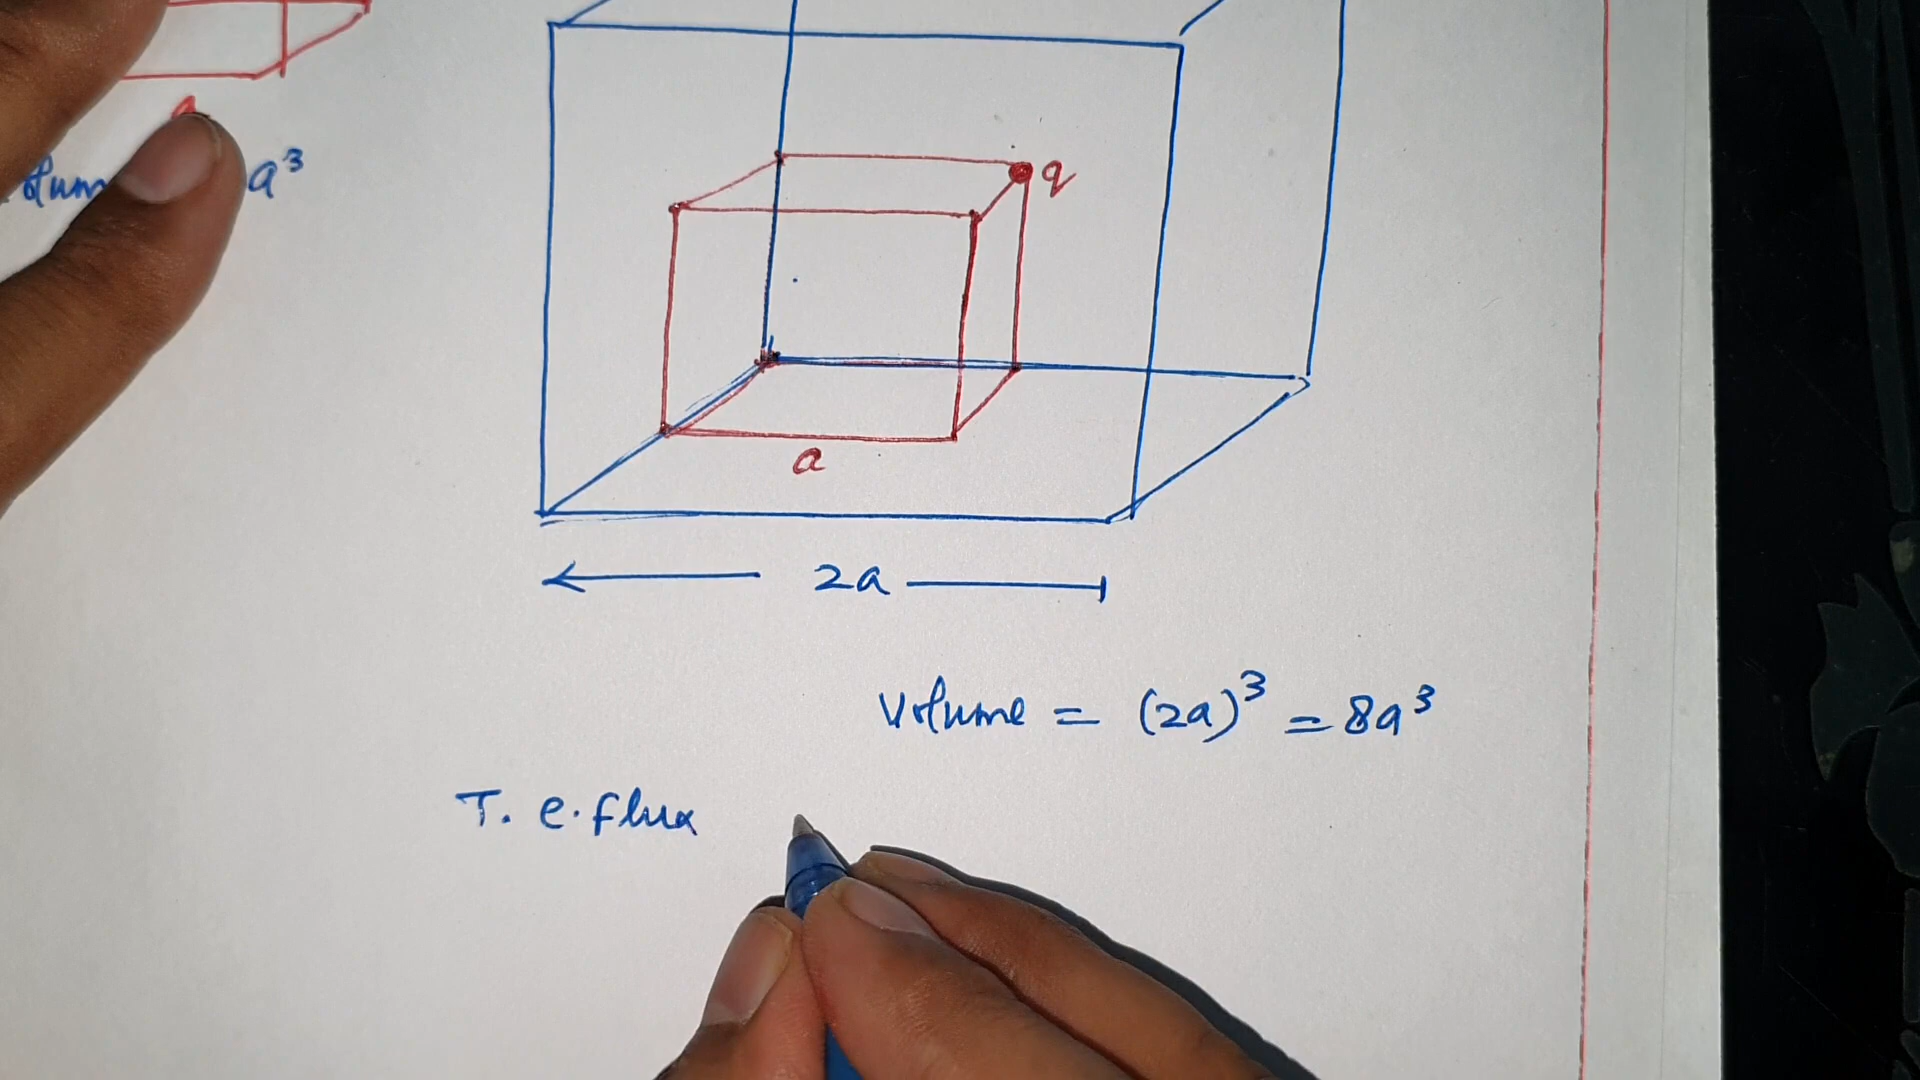 a³
q
a
2a
Volume = (2a)³ = 8a³
T. e. flux